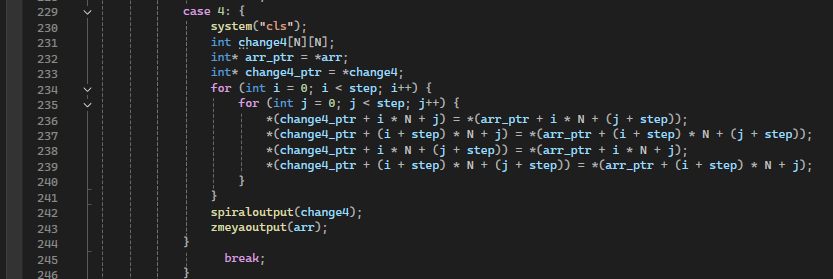 229 case 4: {
230 system("cls");
231 int change4[N][N];
232 int* arr_ptr = *arr;
233 int* change4_ptr = *change4;
234 for (int i = 0; i < step; i++) {
235 for (int j = 0; j < step; j++) {
236 *(change4_ptr + i * N + j) = *(arr_ptr + i * N + (j + step));
237 *(change4_ptr + (i + step) * N + j) = *(arr_ptr + (i + step) * N + (j + step));
238 *(change4_ptr + i * N + (j + step)) = *(arr_ptr + i * N + j);
239 *(change4_ptr + (i + step) * N + (j + step)) = *(arr_ptr + (i + step) * N + j);
240 }
241 }
242 spiraloutput(change4);
243 zmeyaoutput(arr);
244 }
245 break;
246 }